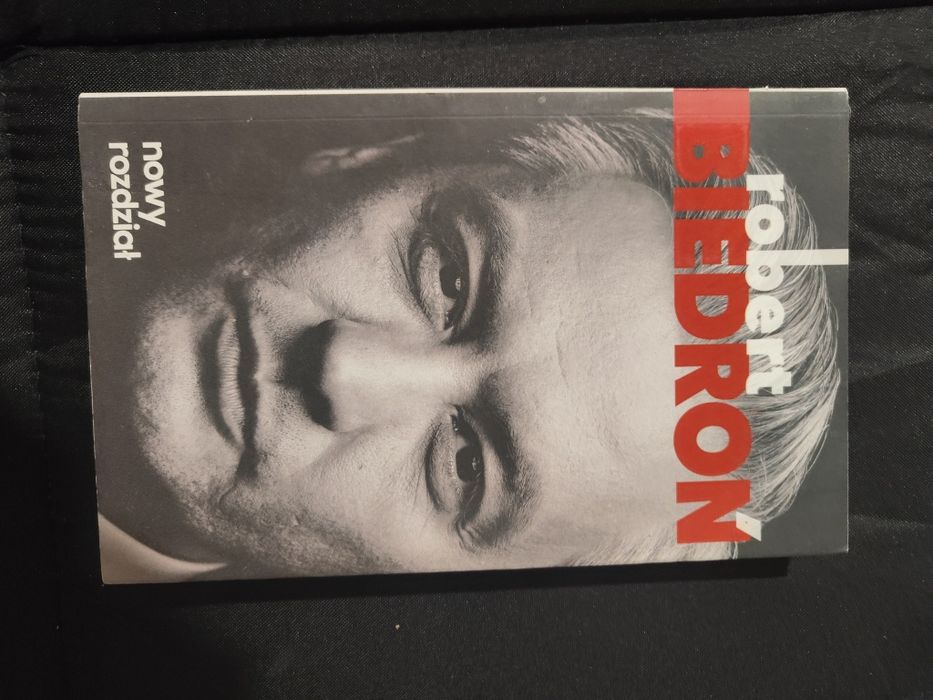 robert
BIEDROŃ
nowy
rozdział